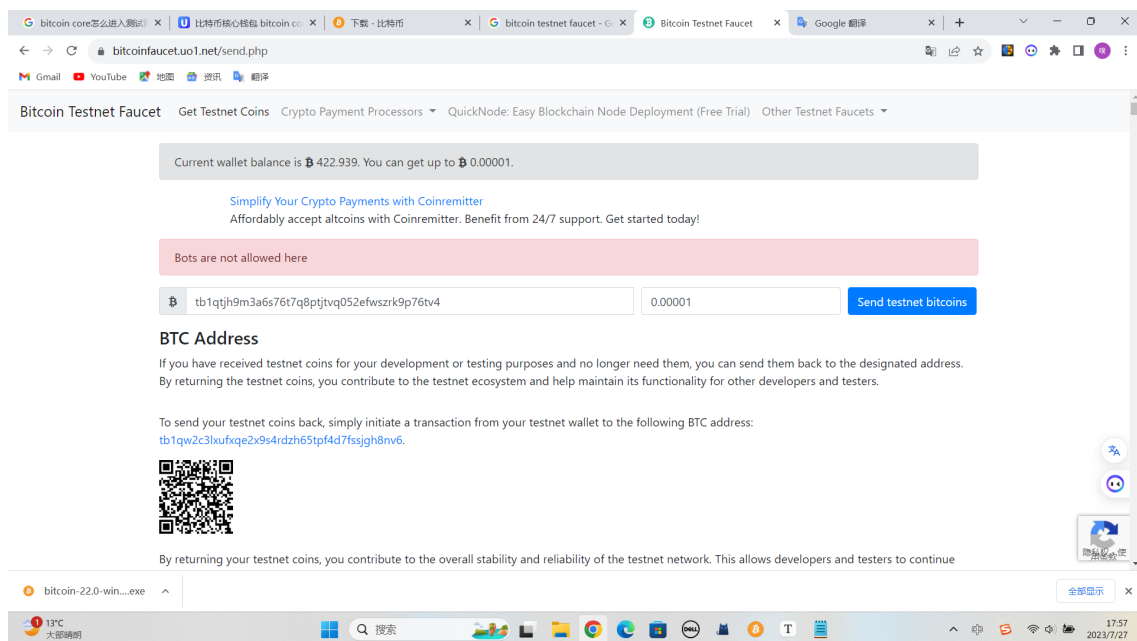 bitcoin core怎么进入测试
比特币核心钱包 bitcoin co
下载 - 比特币
bitcoin testnet faucet - G
Bitcoin Testnet Faucet
Google 翻译
bitcoinfaucet.uo1.net/send.php
Gmail
YouTube
地图
资讯
翻译
Bitcoin Testnet Faucet
Get Testnet Coins
Crypto Payment Processors
QuickNode: Easy Blockchain Node Deployment (Free Trial)
Other Testnet Faucets
Current wallet balance is ₿ 422.939. You can get up to ₿ 0.00001.
Simplify Your Crypto Payments with Coinremitter
Affordably accept altcoins with Coinremitter. Benefit from 24/7 support. Get started today!
Bots are not allowed here
₿ tb1qtjh9m3a6s76t7q8ptjtvq052efwszrk9p76tv4
0.00001
Send testnet bitcoins
BTC Address
If you have received testnet coins for your development or testing purposes and no longer need them, you can send them back to the designated address.
By returning the testnet coins, you contribute to the testnet ecosystem and help maintain its functionality for other developers and testers.
To send your testnet coins back, simply initiate a transaction from your testnet wallet to the following BTC address:
tb1qw2c3lxufxqe2x9s4rdzh65tpf4d7fssjgh8nv6.
By returning your testnet coins, you contribute to the overall stability and reliability of the testnet network. This allows developers and testers to continue
bitcoin-22.0-win....exe
全部显示
1
13°C
大部晴朗
搜索
DELL
T
中
17:57
2023/7/27